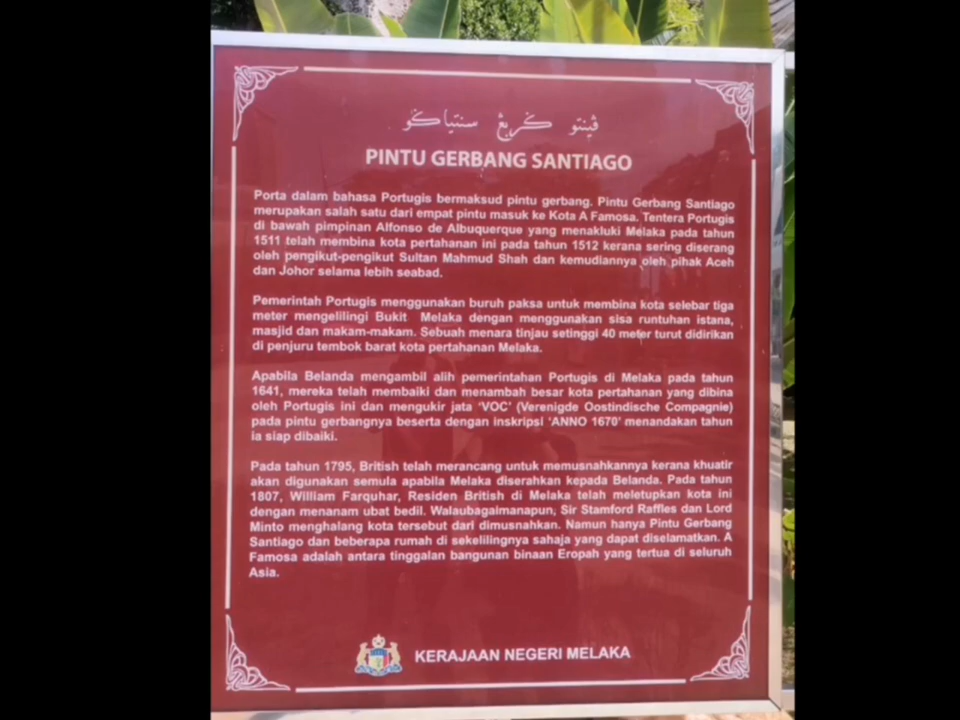 ڤينتو ݢربڠ سنتياݢو
PINTU GERBANG SANTIAGO
Porta dalam bahasa Portugis bermaksud pintu gerbang. Pintu Gerbang Santiago
merupakan salah satu dari empat pintu masuk ke Kota A Famosa. Tentera Portugis
di bawah pimpinan Alfonso de Albuquerque yang menakluki Melaka pada tahun
1511 telah membina kota pertahanan ini pada tahun 1512 kerana sering diserang
oleh pengikut-pengikut Sultan Mahmud Shah dan kemudiannya oleh pihak Aceh
dan Johor selama lebih seabad.
Pemerintah Portugis menggunakan buruh paksa untuk membina kota selebar tiga
meter mengelilingi Bukit Melaka dengan menggunakan sisa runtuhan istana,
masjid dan makam-makam. Sebuah menara tinjau setinggi 40 meter turut didirikan
di penjuru tembok barat kota pertahanan Melaka.
Apabila Belanda mengambil alih pemerintahan Portugis di Melaka pada tahun
1641, mereka telah membaiki dan menambah besar kota pertahanan yang dibina
oleh Portugis ini dan mengukir jata ‘VOC’ (Verenigde Oostindische Compagnie)
pada pintu gerbangnya beserta dengan inskripsi ‘ANNO 1670’ menandakan tahun
ia siap dibaiki.
Pada tahun 1795, British telah merancang untuk memusnahkannya kerana khuatir
akan digunakan semula apabila Melaka diserahkan kepada Belanda. Pada tahun
1807, William Farquhar, Residen British di Melaka telah meletupkan kota ini
dengan menanam ubat bedil. Walaubagaimanapun, Sir Stamford Raffles dan Lord
Minto menghalang kota tersebut dari dimusnahkan. Namun hanya Pintu Gerbang
Santiago dan beberapa rumah di sekelilingnya sahaja yang dapat diselamatkan. A
Famosa adalah antara tinggalan bangunan binaan Eropah yang tertua di seluruh
Asia.
KERAJAAN NEGERI MELAKA